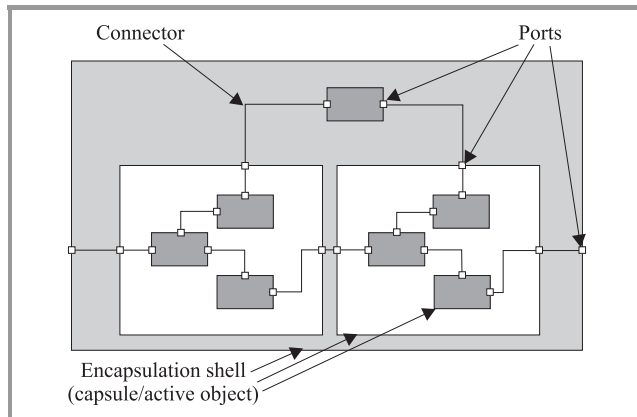 Connector
Ports
Encapsulation shell
(capsule/active object)